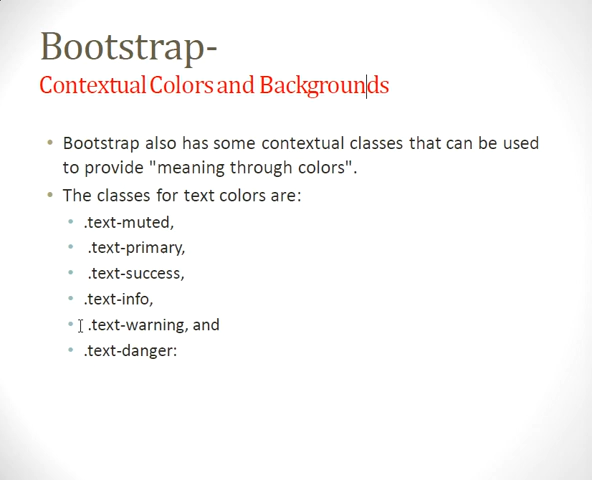 Bootstrap-
Contextual Colors and Backgrounds
• Bootstrap also has some contextual classes that can be used
to provide "meaning through colors".
• The classes for text colors are:
• .text-muted,
• .text-primary,
• .text-success,
• .text-info,
• .text-warning, and
• .text-danger: